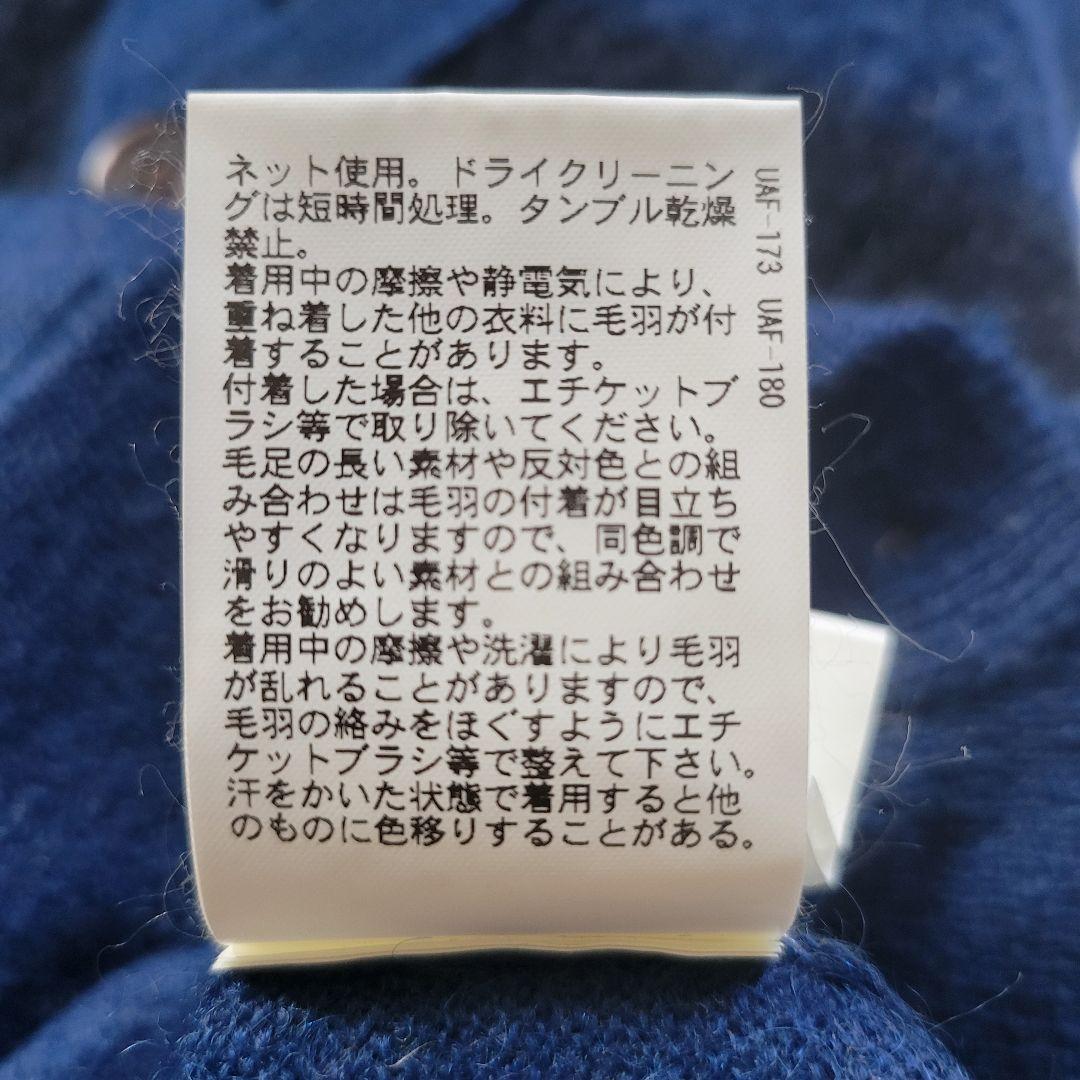 ネット使用。ドライクリーニン
グは短時間処理。タンブル乾燥
禁止。
着用中の摩擦や静電気により、
重ね着した他の衣料に毛羽が付
着することがあります。
付着した場合は、エチケットブ
ラシ等で取り除いてください。
毛足の長い素材や反対色との組
み合わせは毛羽の付着が目立ち
やすくなりますので、同色調で
滑りのよい素材との組み合わせ
をお勧めします。
着用中の摩擦や洗濯により毛羽
が乱れることがありますので、
毛羽の絡みをほぐすようにエチ
ケットブラシ等で整えて下さい。
汗をかいた状態で着用すると他
のものに色移りすることがある。
UAF-173 UAF-180